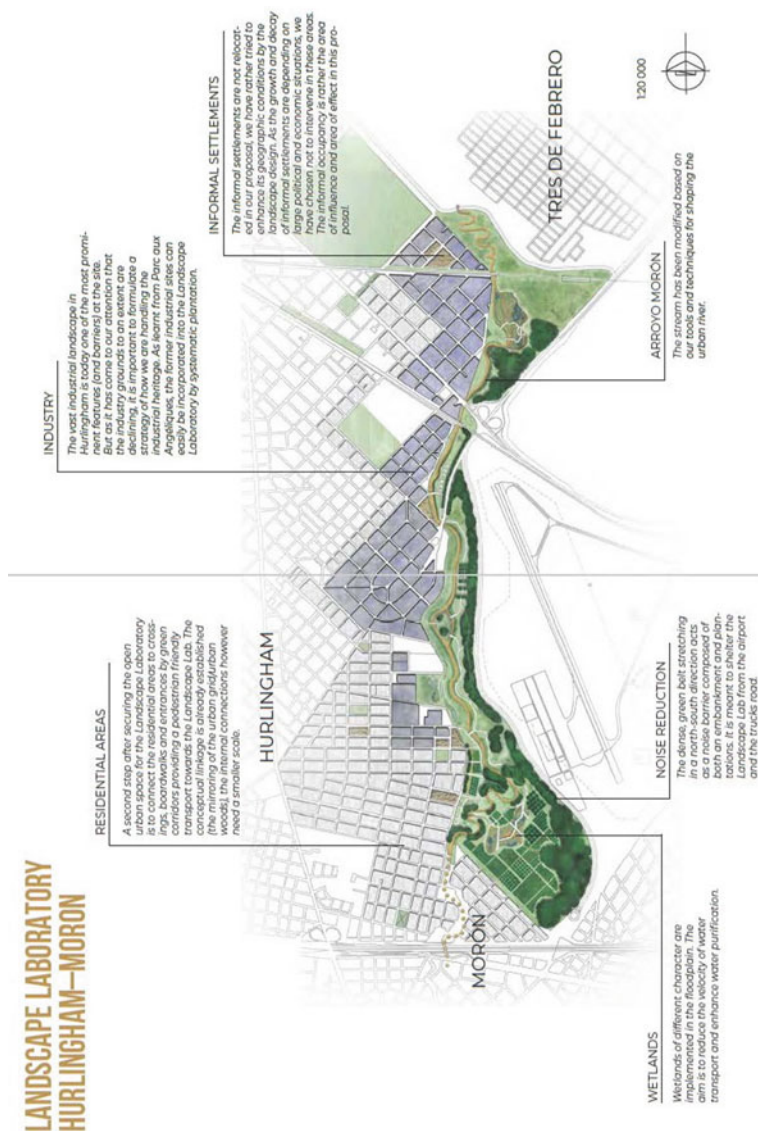 LANDSCAPE LABORATORY
HURLINGHAM–MORON
RESIDENTIAL AREAS
A second step after securing the open
urban space for the Landscape Laboratory
is to connect the residential areas to cross-
ings, boardwalks and entrances by green
corridors providing a pedestrian friendly
transport towards the Landscape Lab. The
conceptual linkage is already established
(the mirroring of the urban grid/urban
woods), the internal connections however
need a smaller scale.
INDUSTRY
The vast industrial landscape in
Hurlingham is today one of the most promi-
nent features (and barriers) at the site.
But as it has come to our attention that
the industry grounds to an extent are
declining, it is important to formulate a
strategy of how we are handling the
industrial heritage. As learnt from Parc aux
Angéliques, the former industrial sites can
easily be incorporated into the Landscape
Laboratory by systematic plantation.
INFORMAL SETTLEMENTS
The informal settlements are not relocat-
ed in our proposal, we have rather tried to
enhance its geographic conditions by the
landscape design. As the growth and decay
of informal settlements are depending on
large political and economic situations, we
have chosen not to intervene in these areas.
The informal occupancy is rather the area
of influence and area of effect in this pro-
posal.
HURLINGHAM
MORÓN
TRES DE FEBRERO
WETLANDS
Wetlands of different character are
implemented in the floodplain. The
aim is to reduce the velocity of water
transport and enhance water purification.
NOISE REDUCTION
The dense, green belt stretching
in a north-south direction acts
as a noise barrier composed of
both an embankment and plan-
tations. It is meant to shelter the
Landscape Lab from the airport
and the trucks road.
ARROYO MORÓN
The stream has been modified based on
our tools and techniques for shaping the
urban river.
1:20 000